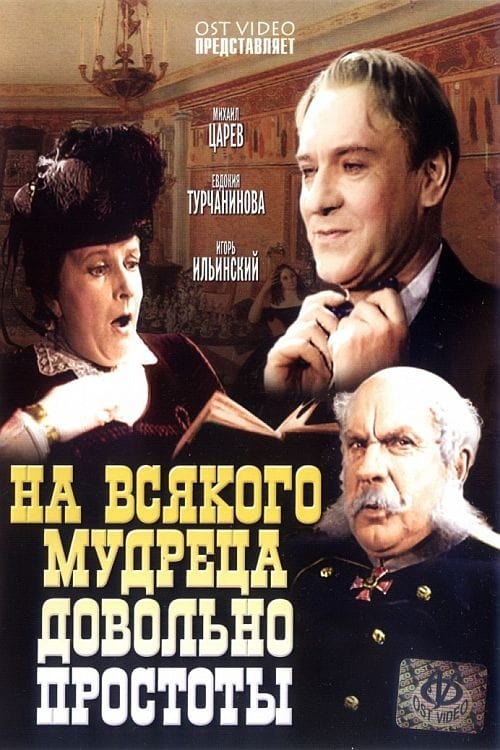 OST VIDEO
ПРЕДСТАВЛЯЕТ
МИХАИЛ
ЦАРЕВ
ЕВДОКИЯ
ТУРЧАНИНОВА
ИГОРЬ
ИЛЬИНСКИЙ
НА ВСЯКОГО
МУДРЕЦА
ДОВОЛЬНО
ПРОСТОТЫ
OST VIDEO